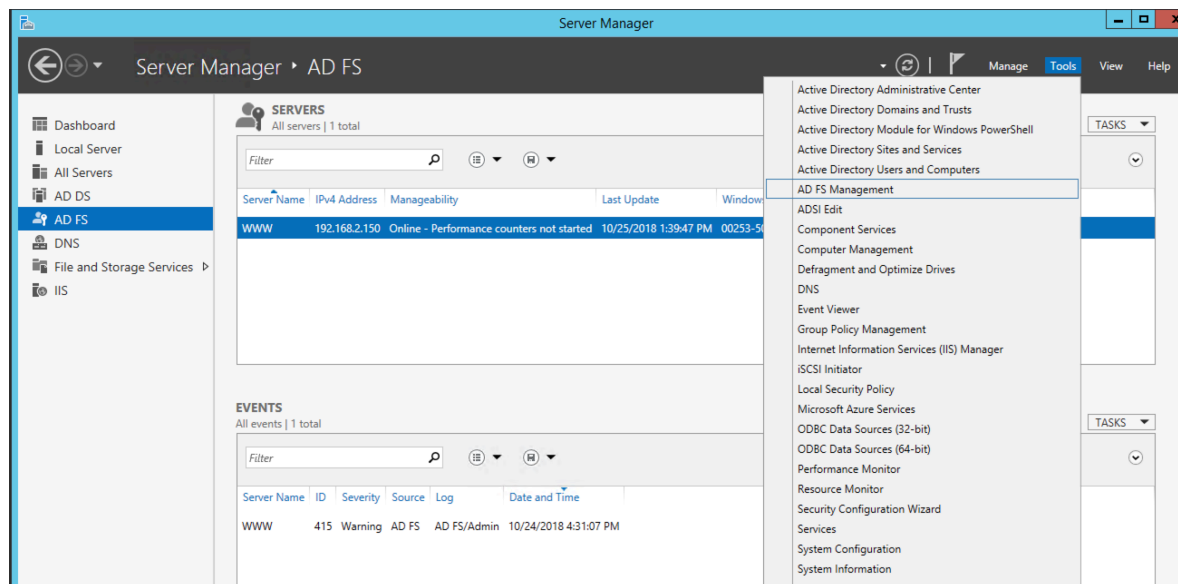 Server Manager
Server Manager • AD FS
Manage Tools View Help
Dashboard
Local Server
All Servers
AD DS
AD FS
DNS
File and Storage Services
IIS
SERVERS
All servers | 1 total
TASKS
Filter
Server Name IPv4 Address Manageability Last Update Window
WWW 192.168.2.150 Online - Performance counters not started 10/25/2018 1:39:47 PM 00253-50
EVENTS
All events | 1 total
TASKS
Filter
Server Name ID Severity Source Log Date and Time
WWW 415 Warning AD FS AD FS/Admin 10/24/2018 4:31:07 PM
Active Directory Administrative Center
Active Directory Domains and Trusts
Active Directory Module for Windows PowerShell
Active Directory Sites and Services
Active Directory Users and Computers
AD FS Management
ADSI Edit
Component Services
Computer Management
Defragment and Optimize Drives
DNS
Event Viewer
Group Policy Management
Internet Information Services (IIS) Manager
iSCSI Initiator
Local Security Policy
Microsoft Azure Services
ODBC Data Sources (32-bit)
ODBC Data Sources (64-bit)
Performance Monitor
Resource Monitor
Security Configuration Wizard
Services
System Configuration
System Information